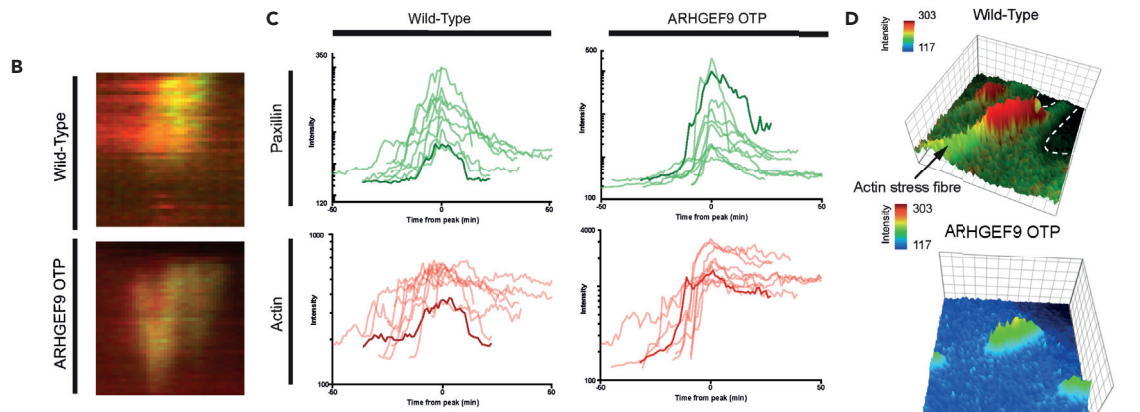 B
Wild-Type
ARHGEF9 OTP
C
Wild-Type
ARHGEF9 OTP
Paxillin
350
Intensity
120
-50
0
50
Time from peak (min)
600
Intensity
100
-50
0
50
Time from peak (min)
Actin
1000
Intensity
100
-50
0
50
Time from peak (min)
4000
Intensity
100
-50
0
50
Time from peak (min)
D
Wild-Type
Intensity
303
117
Actin stress fibre
Intensity
303
117
ARHGEF9 OTP